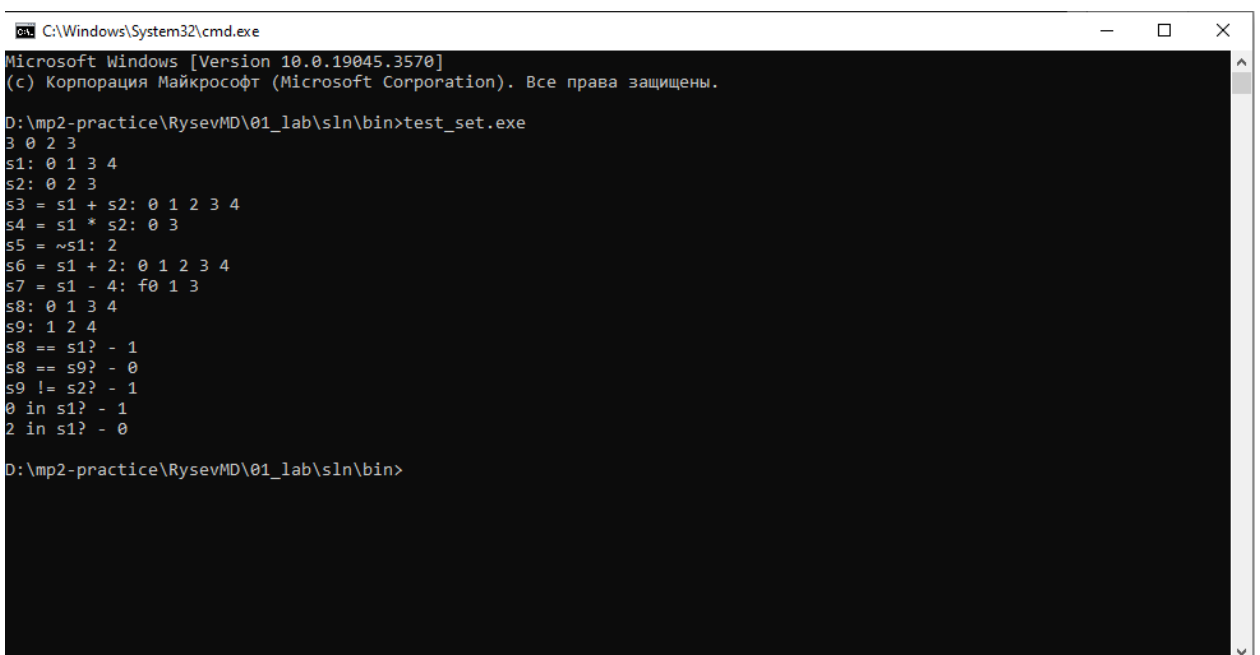 C:\Windows\System32\cmd.exe
Microsoft Windows [Version 10.0.19045.3570]
(c) Корпорация Майкрософт (Microsoft Corporation). Все права защищены.
D:\mp2-practice\RysevMD\01_lab\sln\bin>test_set.exe
3 0 2 3
s1: 0 1 3 4
s2: 0 2 3
s3 = s1 + s2: 0 1 2 3 4
s4 = s1 * s2: 0 3
s5 = ~s1: 2
s6 = s1 + 2: 0 1 2 3 4
s7 = s1 - 4: f0 1 3
s8: 0 1 3 4
s9: 1 2 4
s8 == s1? - 1
s8 == s9? - 0
s9 != s2? - 1
0 in s1? - 1
2 in s1? - 0
D:\mp2-practice\RysevMD\01_lab\sln\bin>